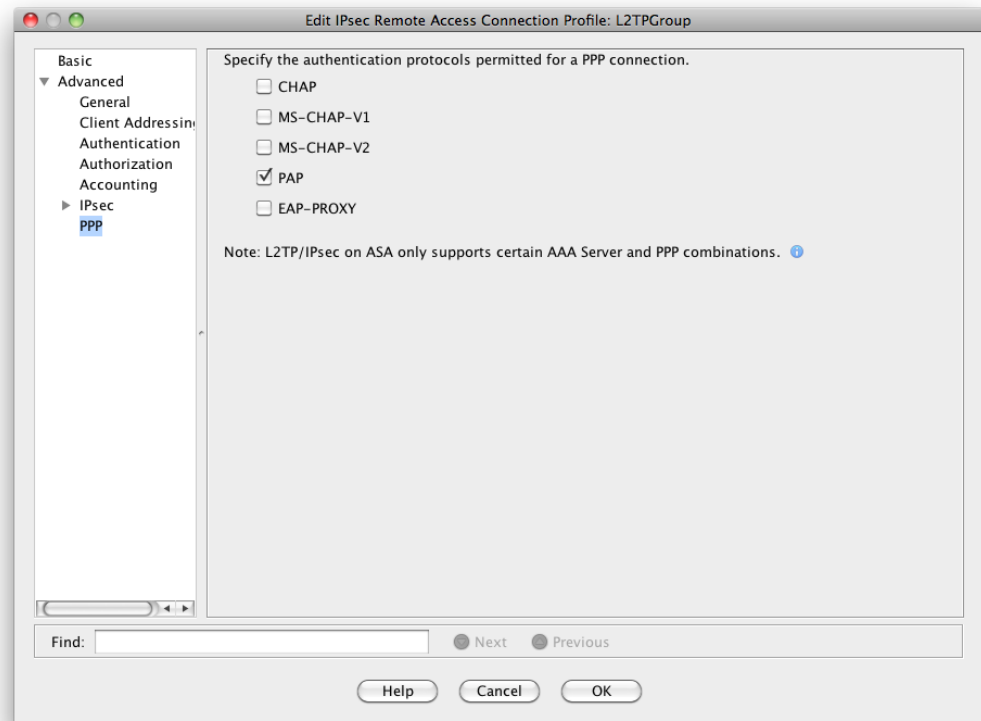 Edit IPsec Remote Access Connection Profile: L2TPGroup
Basic
Advanced
General
Client Addressin
Authentication
Authorization
Accounting
IPsec
PPP
Specify the authentication protocols permitted for a PPP connection.
CHAP
MS-CHAP-V1
MS-CHAP-V2
PAP
EAP-PROXY
Note: L2TP/IPsec on ASA only supports certain AAA Server and PPP combinations.
Find:
Next
Previous
Help
Cancel
OK